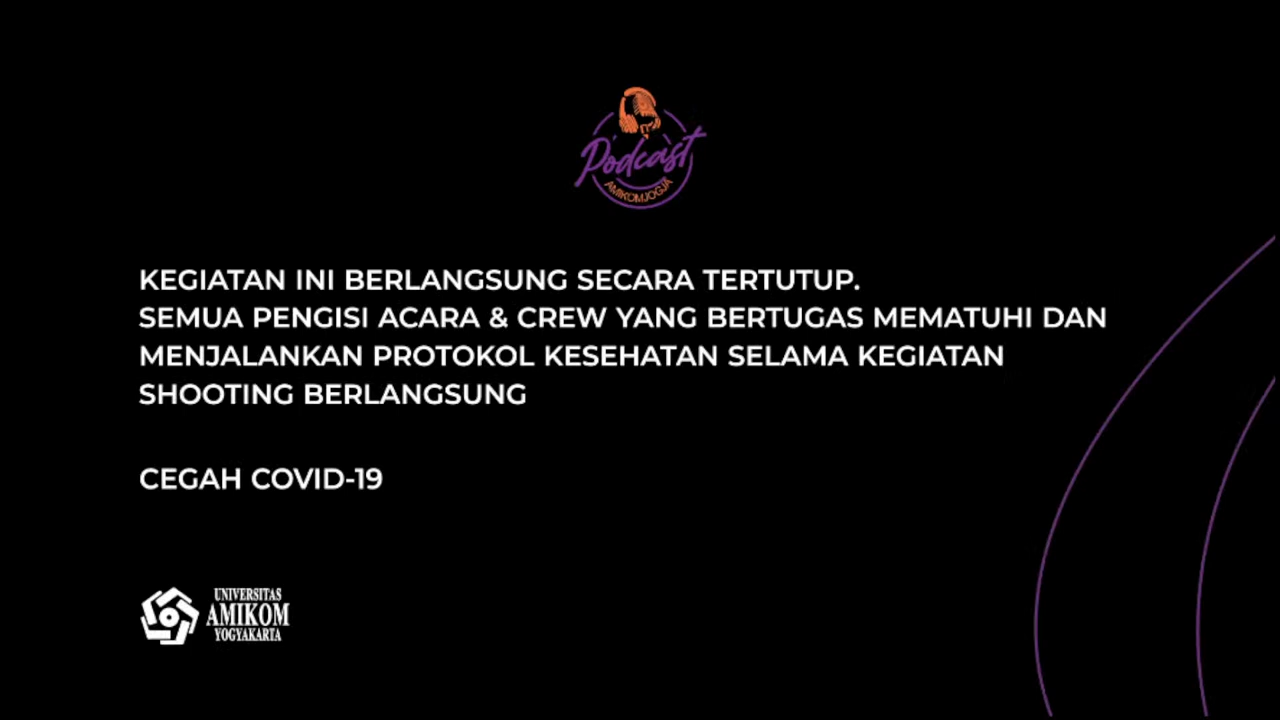 Podcast
AMIKOMJOGJA
KEGIATAN INI BERLANGSUNG SECARA TERTUTUP.
SEMUA PENGISI ACARA & CREW YANG BERTUGAS MEMATUHI DAN
MENJALANKAN PROTOKOL KESEHATAN SELAMA KEGIATAN
SHOOTING BERLANGSUNG
CEGAH COVID-19
UNIVERSITAS
AMIKOM
YOGYAKARTA